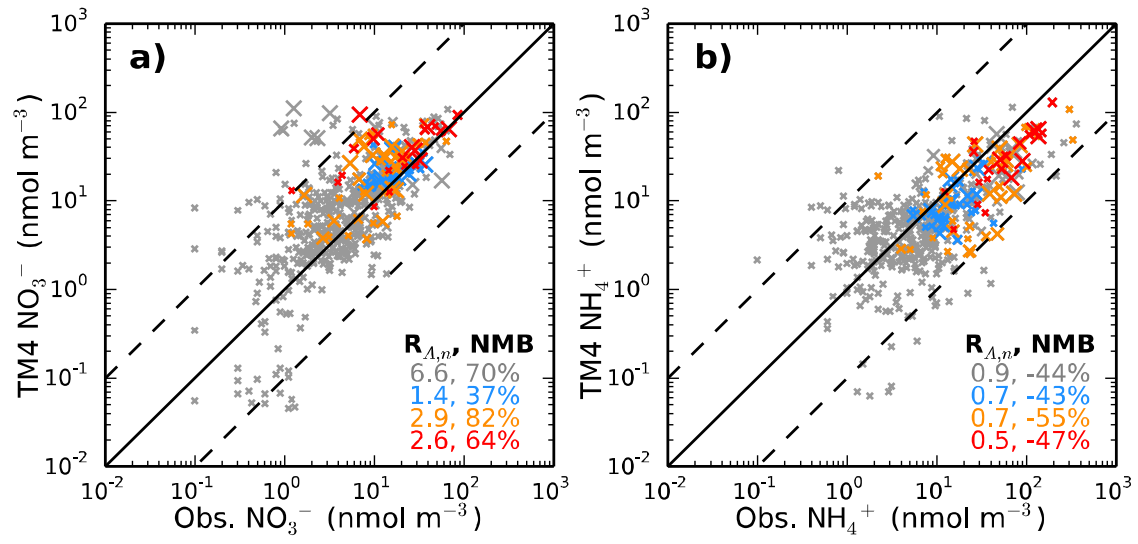 a)
TM4 NO₃⁻ (nmol m⁻³)
10³
10²
10¹
10⁰
10⁻¹
10⁻²
R_Λ,n, NMB
6.6, 70%
1.4, 37%
2.9, 82%
2.6, 64%
10⁻² 10⁻¹ 10⁰ 10¹ 10² 10³
Obs. NO₃⁻ (nmol m⁻³)
b)
TM4 NH₄⁺ (nmol m⁻³)
10³
10²
10¹
10⁰
10⁻¹
10⁻²
R_Λ,n, NMB
0.9, -44%
0.7, -43%
0.7, -55%
0.5, -47%
10⁻² 10⁻¹ 10⁰ 10¹ 10² 10³
Obs. NH₄⁺ (nmol m⁻³)